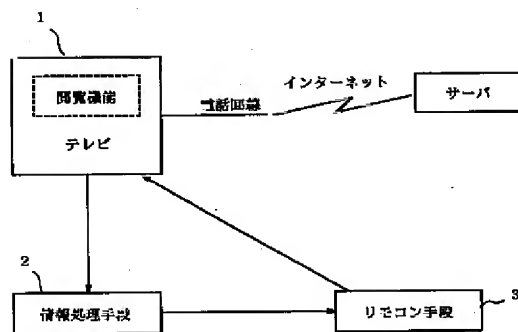 1
閲覧機能
テレビ
電話回線
インターネット
サーバ
2
情報処理手段
リモコン手段
3